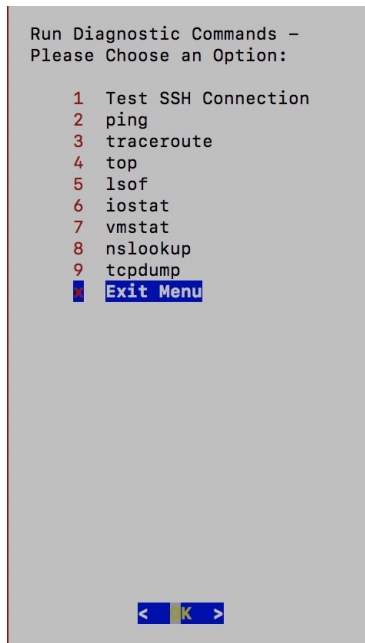 Run Diagnostic Commands –
Please Choose an Option:
1 Test SSH Connection
2 ping
3 traceroute
4 top
5 lsof
6 iostat
7 vmstat
8 nslookup
9 tcpdump
x Exit Menu
< OK >